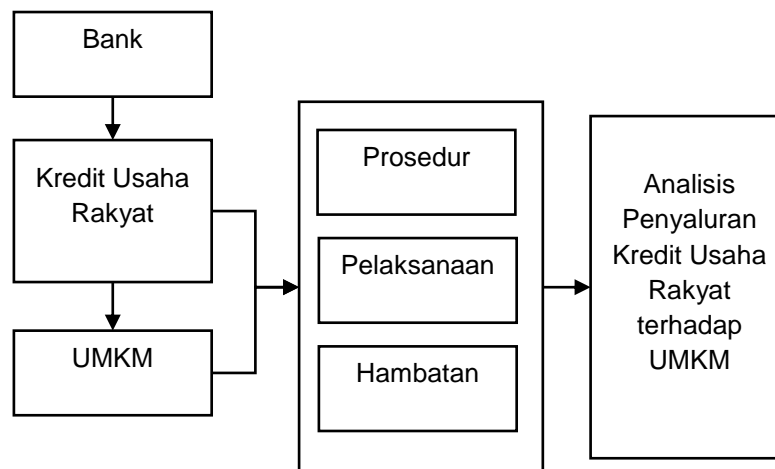 Bank
Kredit Usaha
Rakyat
UMKM
Prosedur
Pelaksanaan
Hambatan
Analisis
Penyaluran
Kredit Usaha
Rakyat
terhadap
UMKM